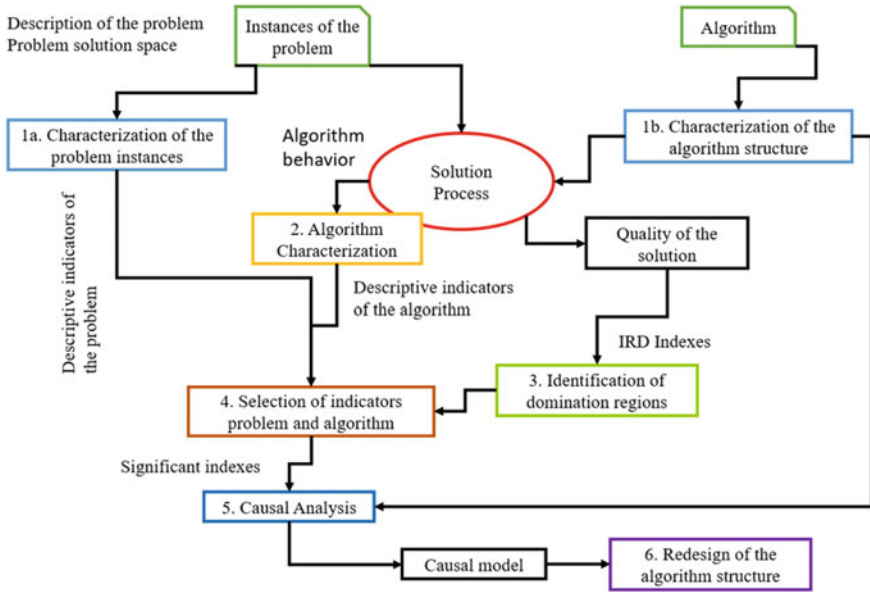 Description of the problem
Problem solution space
Instances of the
problem
Algorithm
1a. Characterization of the
problem instances
Algorithm
behavior
1b. Characterization of the
algorithm structure
Solution
Process
2. Algorithm
Characterization
Quality of the
solution
Descriptive indicators of
the problem
Descriptive indicators
of the algorithm
IRD Indexes
3. Identification of
domination regions
4. Selection of indicators
problem and algorithm
Significant indexes
5. Causal Analysis
Causal model
6. Redesign of the
algorithm structure